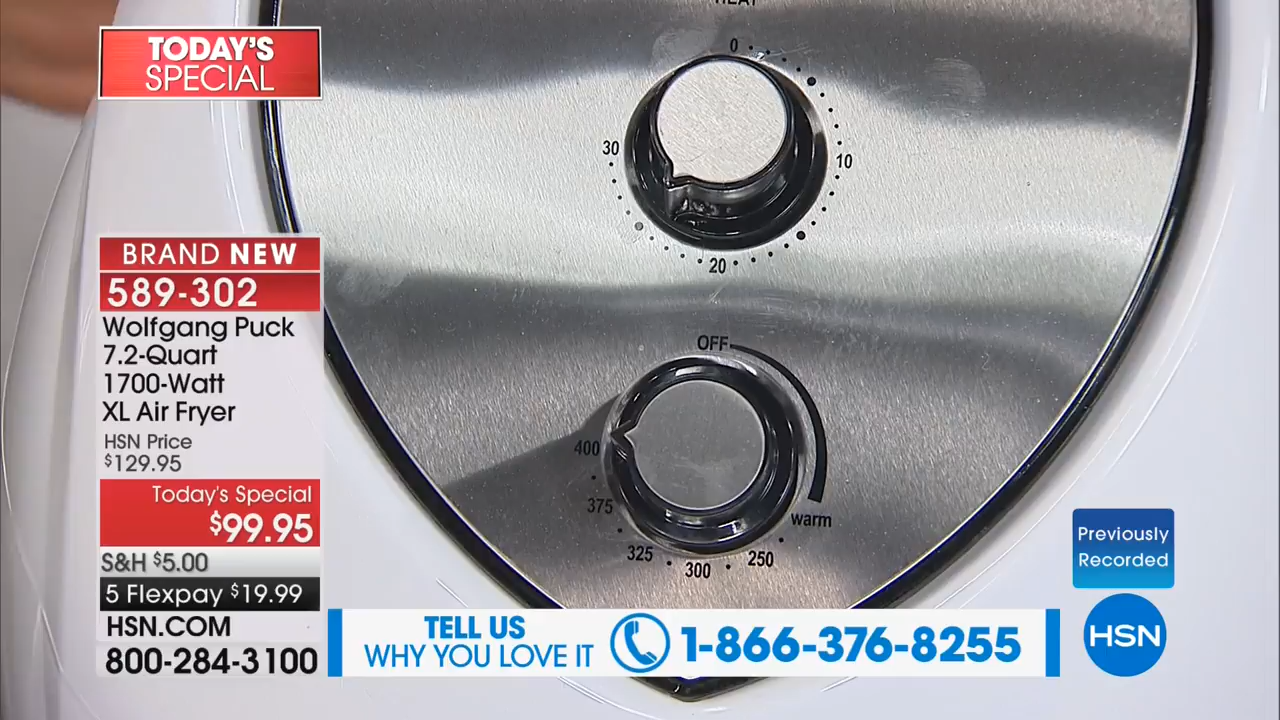 TODAY'S
SPECIAL
BRAND NEW
589-302
Wolfgang Puck
7.2-Quart
1700-Watt
XL Air Fryer
HSN Price
$129.95
Today's Special
$99.95
S&H $5.00
5 Flexpay $19.99
HSN.COM
800-284-3100
HEAT
0
10
20
30
OFF
warm
250
300
325
375
400
TELL US
WHY YOU LOVE IT
1-866-376-8255
Previously
Recorded
HSN